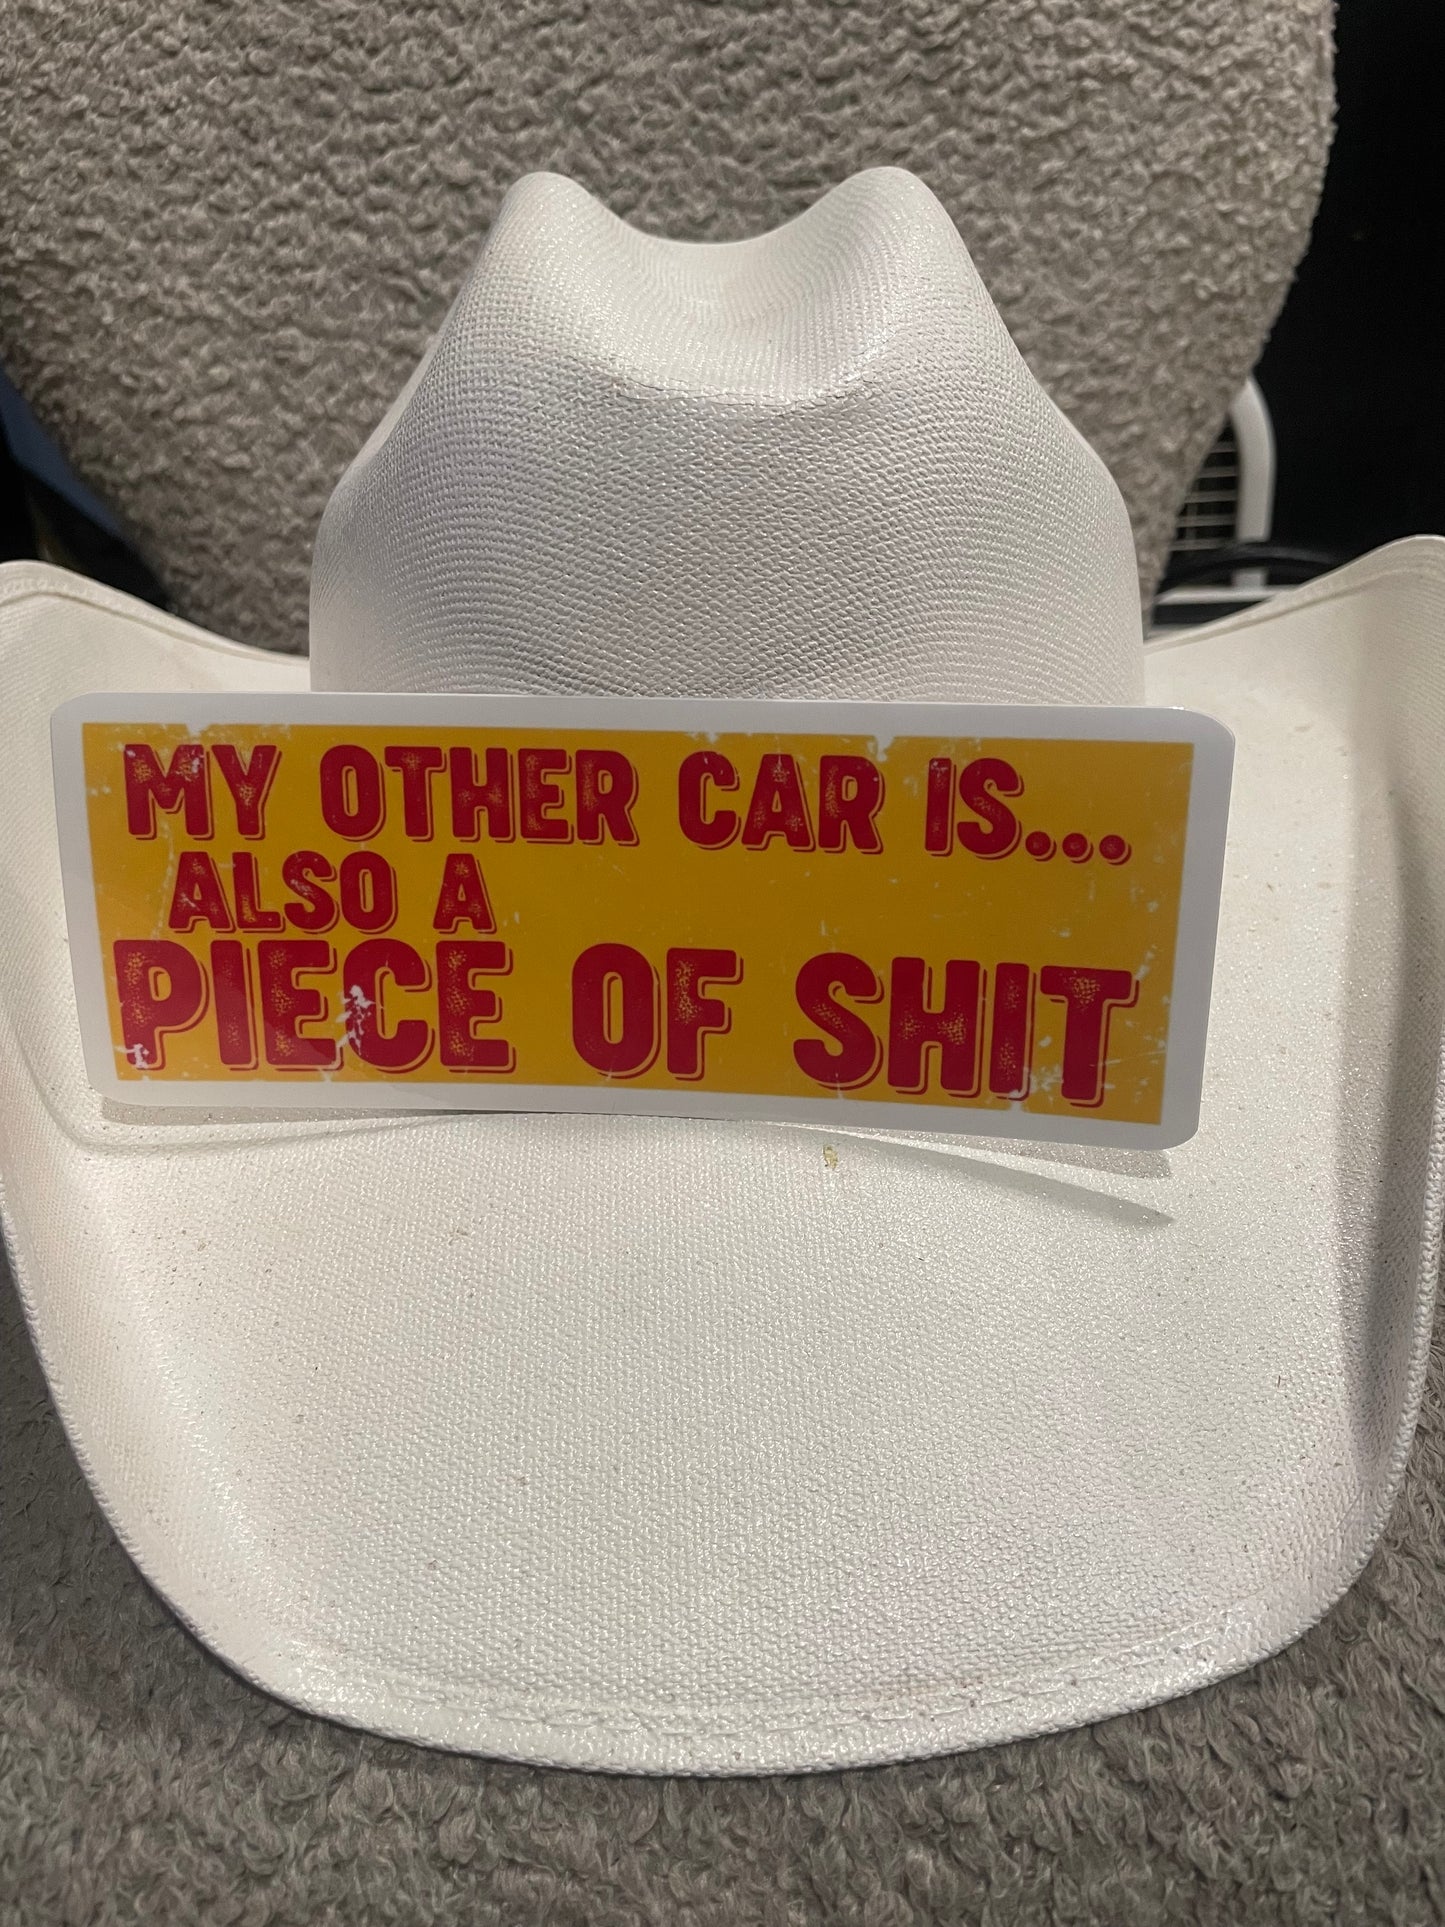 MY OTHER CAR IS...
ALSO A
PIECE OF SHIT